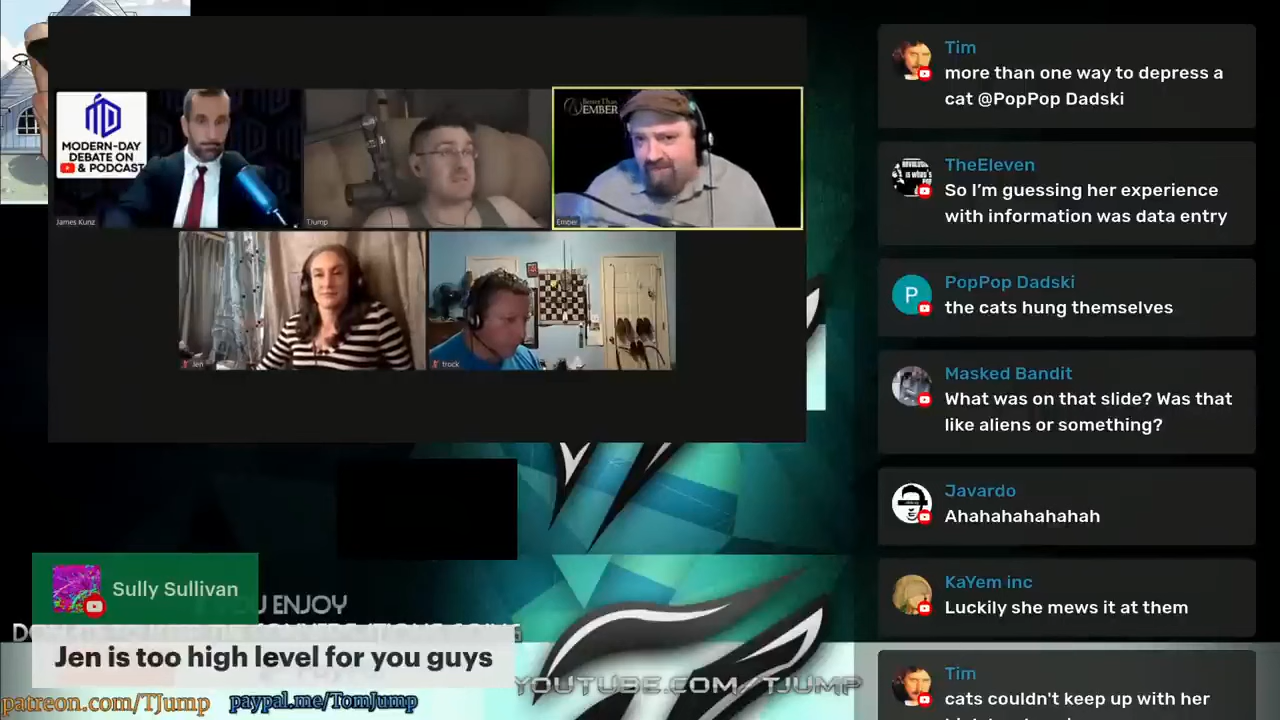 MODERN-DAY
DEBATE ON
& PODCAST
James Kunz
TJump
Better Than
EMBER
Ember
Jen
trock
Tim
more than one way to depress a
cat @PopPop Dadski
TheEleven
So I’m guessing her experience
with information was data entry
P
PopPop Dadski
the cats hung themselves
Masked Bandit
What was on that slide? Was that
like aliens or something?
Javardo
Ahahahahahahah
KaYem inc
Luckily she mews it at them
Tim
cats couldn't keep up with her
Sully Sullivan
U ENJOY
Jen is too high level for you guys
patreon.com/TJump
paypal.me/TomJump
YOUTUBE.COM/TJUMP